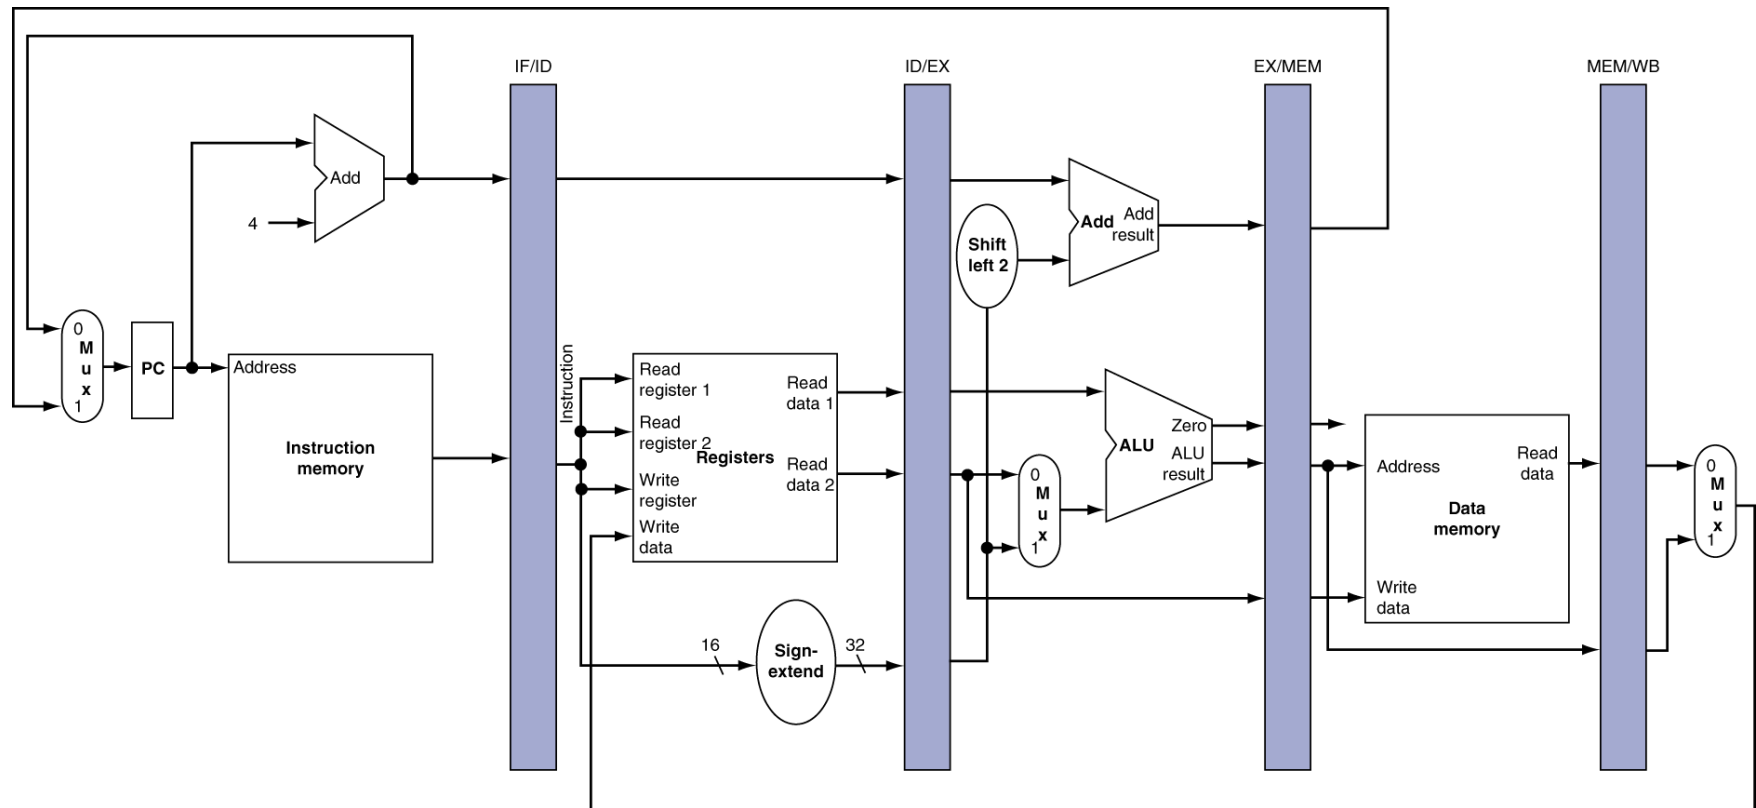 IF/ID
ID/EX
EX/MEM
MEM/WB
Add
4
Add
Add
result
Shift
left 2
0
M
u
x
1
PC
Address
Instruction
memory
Instruction
Read
register 1
Read
register 2
Write
register
Write
data
Registers
Read
data 1
Read
data 2
16
Sign-
extend
32
0
M
u
x
1
Zero
ALU
ALU
result
Address
Read
data
Data
memory
Write
data
0
M
u
x
1